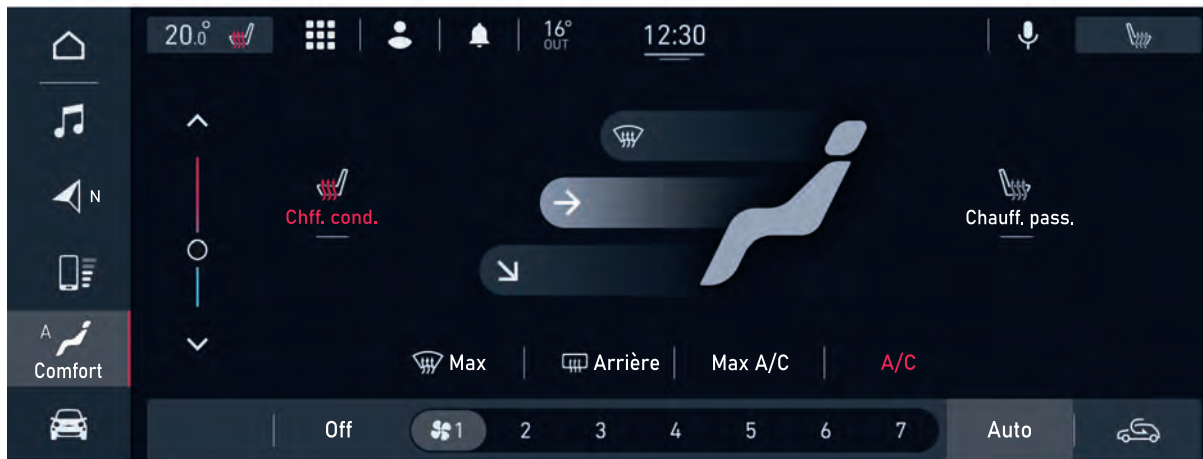 20.0°
16°
OUT
12:30
N
Chff. cond.
Chauff. pass.
A
Comfort
Max
Arrière
Max A/C
A/C
Off
1
2
3
4
5
6
7
Auto